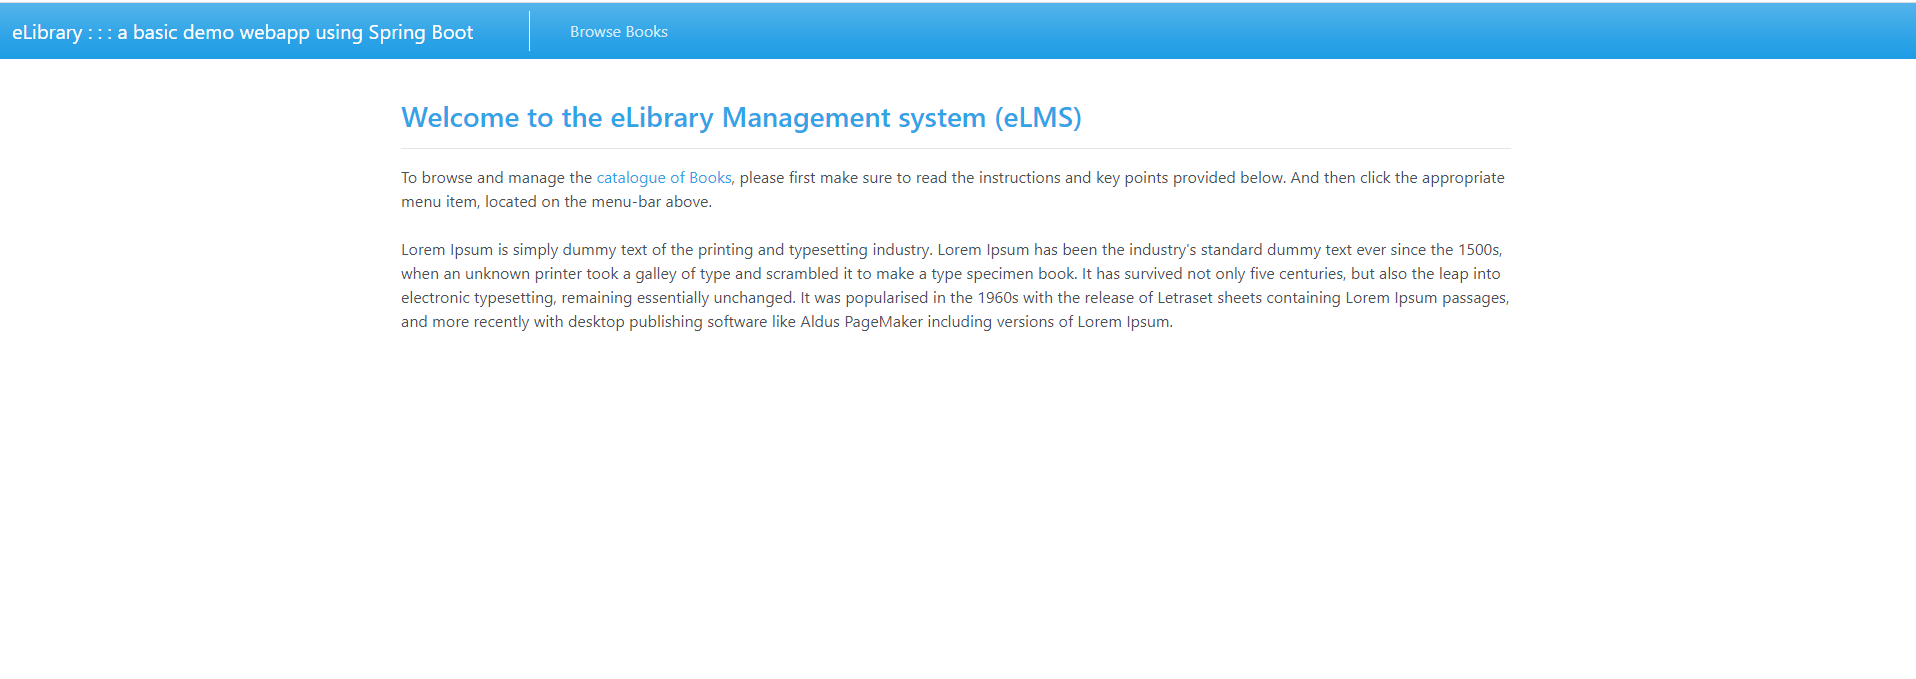 eLibrary : : : a basic demo webapp using Spring Boot
Browse Books
Welcome to the eLibrary Management system (eLMS)
To browse and manage the catalogue of Books, please first make sure to read the instructions and key points provided below. And then click the appropriate
menu item, located on the menu-bar above.
Lorem Ipsum is simply dummy text of the printing and typesetting industry. Lorem Ipsum has been the industry's standard dummy text ever since the 1500s,
when an unknown printer took a galley of type and scrambled it to make a type specimen book. It has survived not only five centuries, but also the leap into
electronic typesetting, remaining essentially unchanged. It was popularised in the 1960s with the release of Letraset sheets containing Lorem Ipsum passages,
and more recently with desktop publishing software like Aldus PageMaker including versions of Lorem Ipsum.